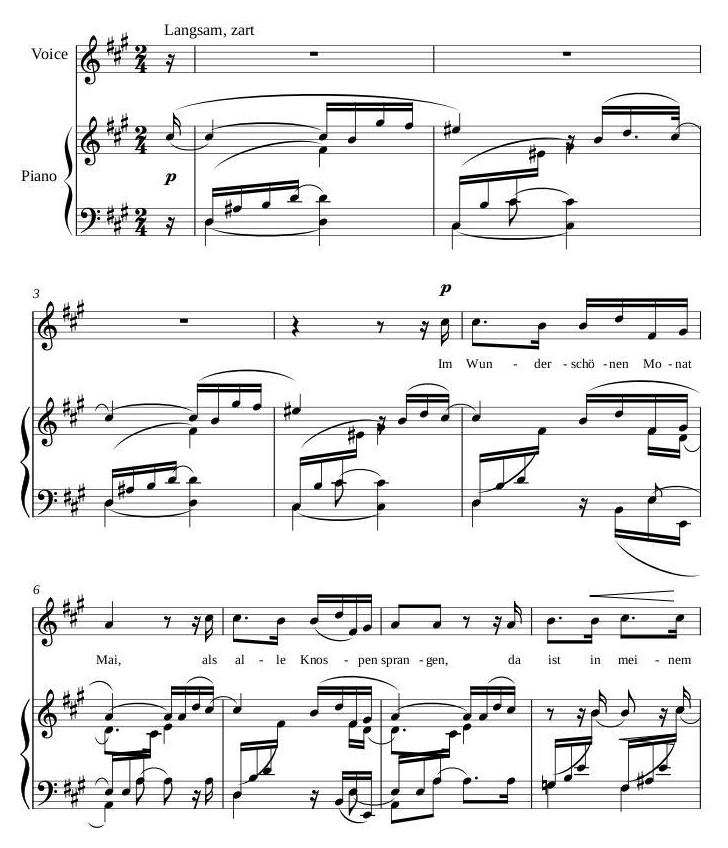 Langsam, zart
Voice
p
Piano
3
p
Im Wun - der - schö - nen Mo - nat
6
Mai, als al - le Knos - pen spran - gen, da ist in mei - nem